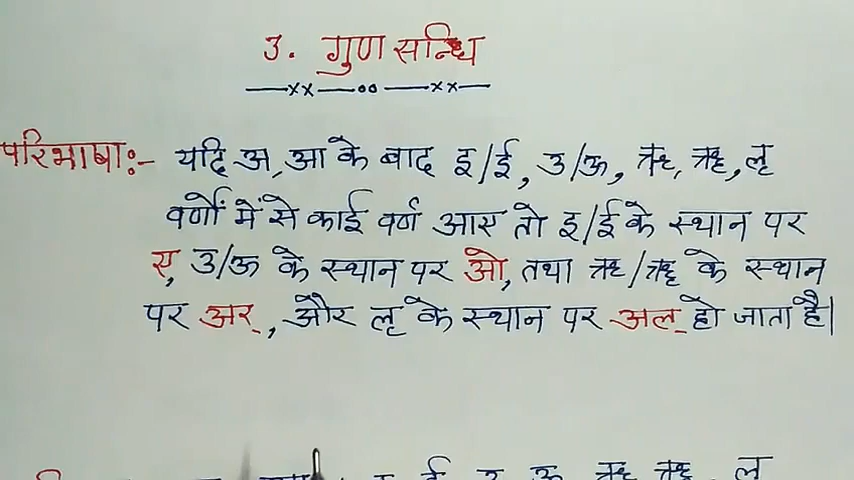 3. गुण सन्धि
परिभाषाः- यदि अ, आ के बाद इ/ई, उ/ऊ, ऋ, ॠ, लृ
वर्णों में से काई वर्ण आए तो इ/ई के स्थान पर
ए, उ/ऊ के स्थान पर ओ, तथा ऋ/ॠ के स्थान
पर अर्, और लृ के स्थान पर अल् हो जाता है।